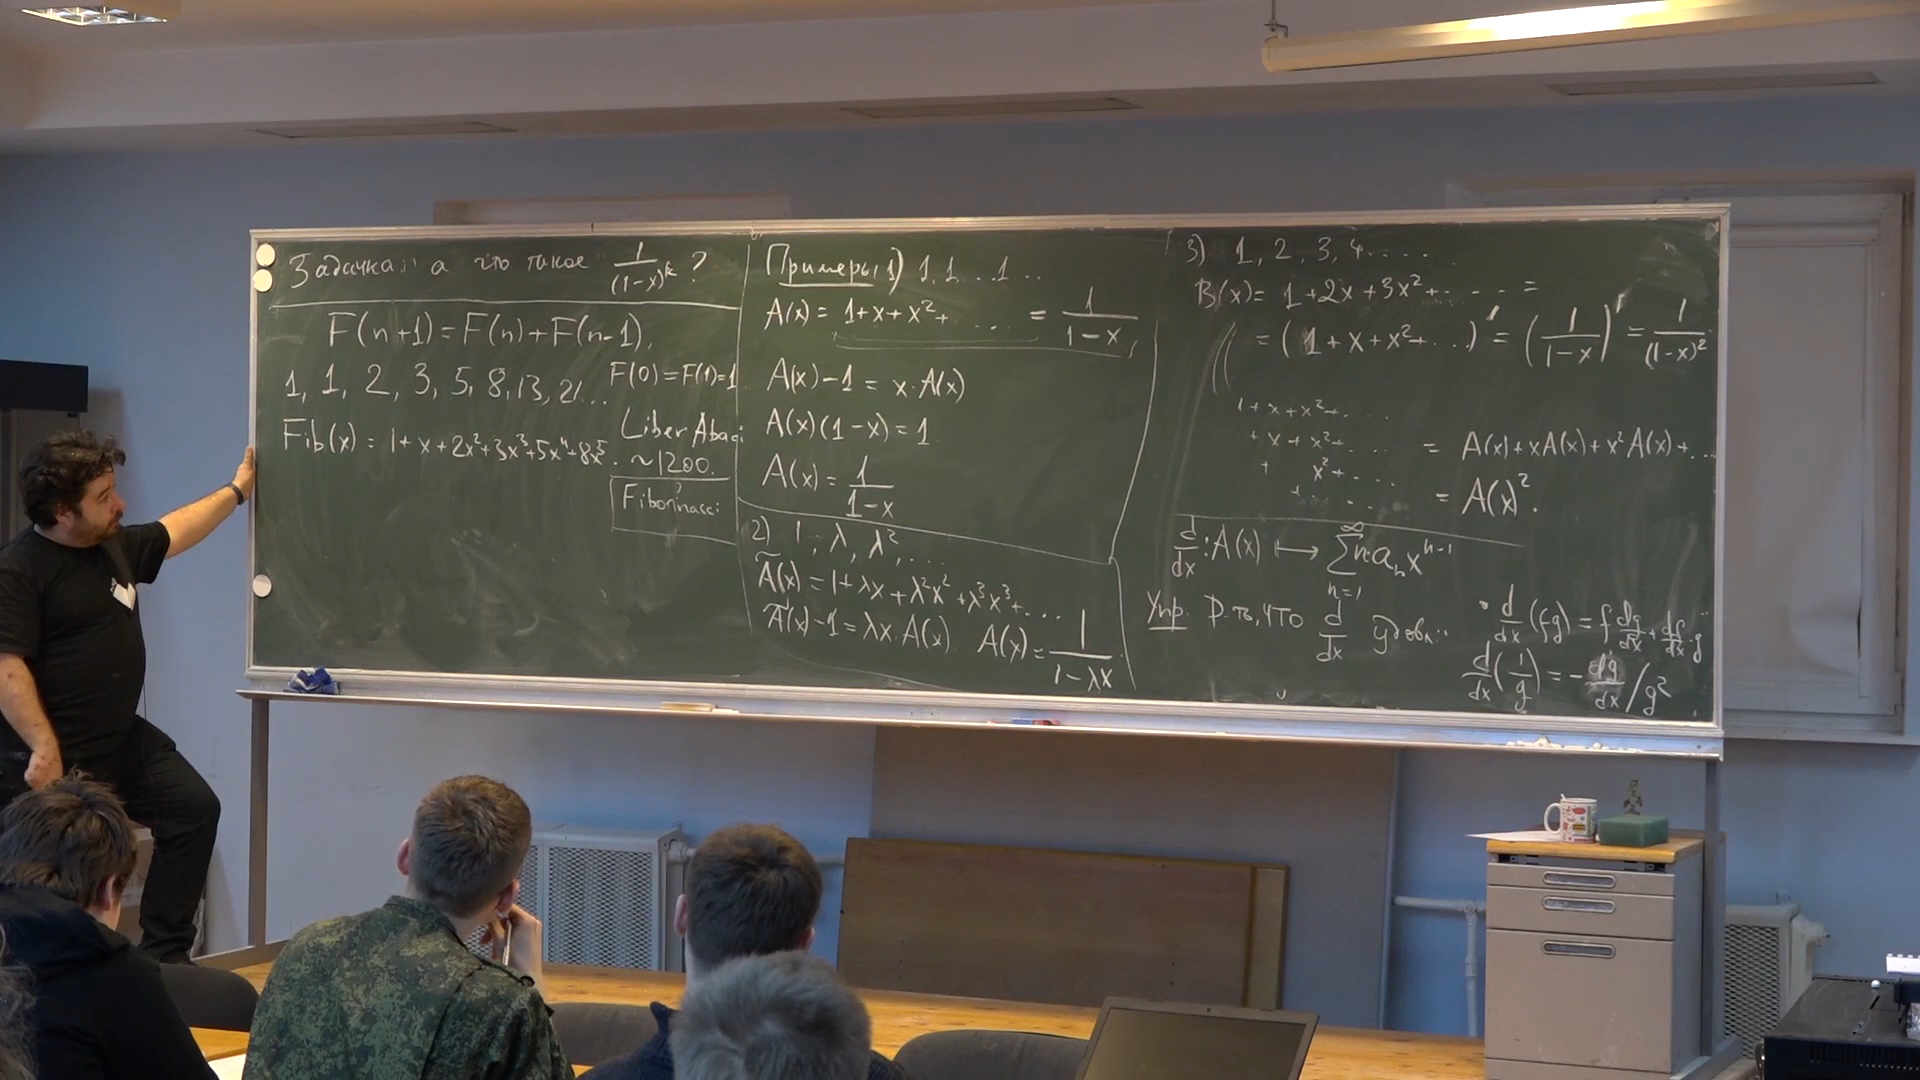 Задачка: а что такое 1/(1-x)^k ?
F(n+1) = F(n) + F(n-1),
1, 1, 2, 3, 5, 8, 13, 21...
F(0) = F(1) = 1
Fib(x) = 1 + x + 2x² + 3x³ + 5x⁴ + 8x⁵
Liber Abaci
~1200.
Fibonacci
Примеры 1) 1, 1 ... 1 ...
A(x) = 1 + x + x² + .... = 1/(1-x),
A(x) - 1 = x · A(x)
A(x)(1-x) = 1
A(x) = 1/(1-x)
2) 1, λ, λ², ...
Ã(x) = 1 + λx + λ²x² + λ³x³ + ....
Ã(x) - 1 = λx · A(x) A(x) = 1/(1-λx)
3) 1, 2, 3, 4 .....
B(x) = 1 + 2x + 3x² + ..... =
= (1 + x + x² + ...)' = (1/(1-x))' = 1/(1-x)²
1 + x + x² + ....
+ x + x² + ....
= A(x) + xA(x) + x²A(x) + ...
+ x² + ....
+ ....
= A(x)².
d/dx : A(x) ⟼ ∑_{n=1}^{∞} n a_n x^{n-1}
Упр. Д-ть, что d/dx удовл.:
• d/dx (fg) = f dg/dx + df/dx · g
d/dx (1/g) = - dg/dx / g²